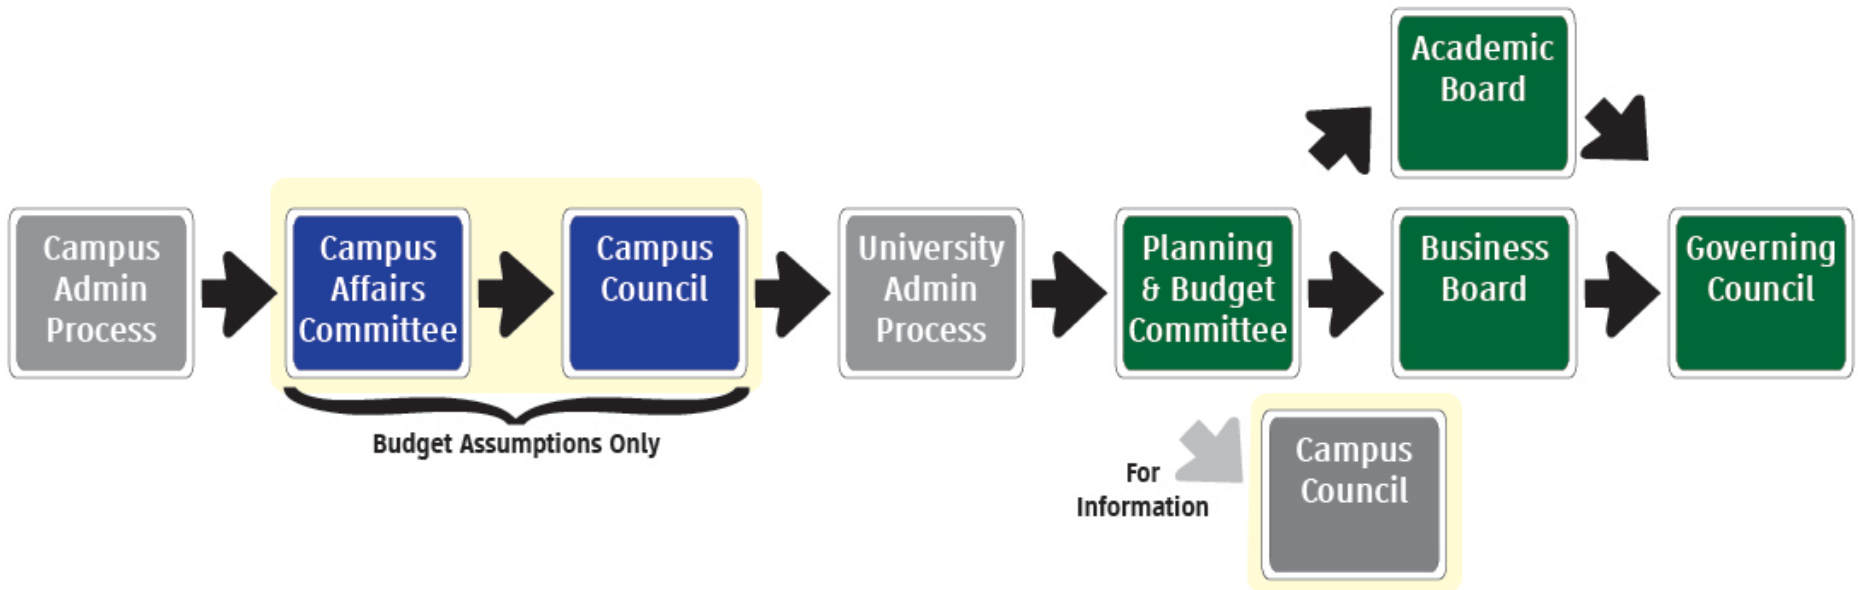 Academic
Board
Campus
Admin
Process
Campus
Affairs
Committee
Campus
Council
University
Admin
Process
Planning
& Budget
Committee
Business
Board
Governing
Council
Budget Assumptions Only
For
Information
Campus
Council